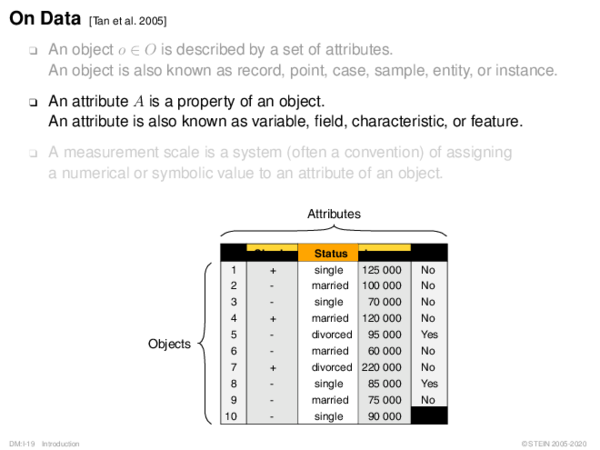 On Data [Tan et al. 2005]
❑ An object o ∈ O is described by a set of attributes.
An object is also known as record, point, case, sample, entity, or instance.
❑ An attribute A is a property of an object.
An attribute is also known as variable, field, characteristic, or feature.
❑ A measurement scale is a system (often a convention) of assigning
a numerical or symbolic value to an attribute of an object.
Attributes
Status
1 + single 125 000 No
2 - married 100 000 No
3 - single 70 000 No
4 + married 120 000 No
5 - divorced 95 000 Yes
Objects
6 - married 60 000 No
7 + divorced 220 000 No
8 - single 85 000 Yes
9 - married 75 000 No
10 - single 90 000
DM:I-19 Introduction © STEIN 2005-2020